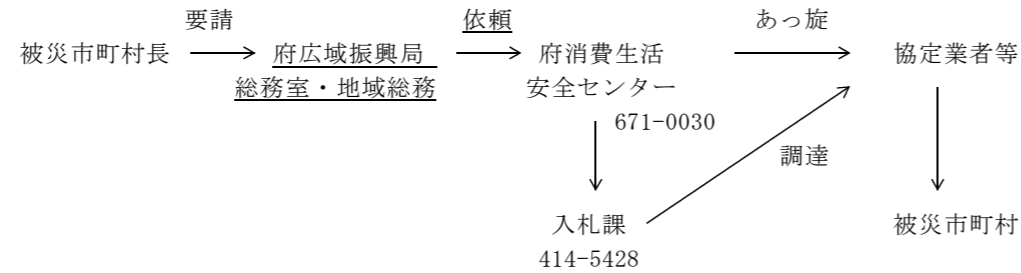 要請
依頼
あっ旋
被災市町村長
府広域振興局
府消費生活
協定業者等
総務室・地域総務
安全センター
671-0030
調達
入札課
被災市町村
414-5428